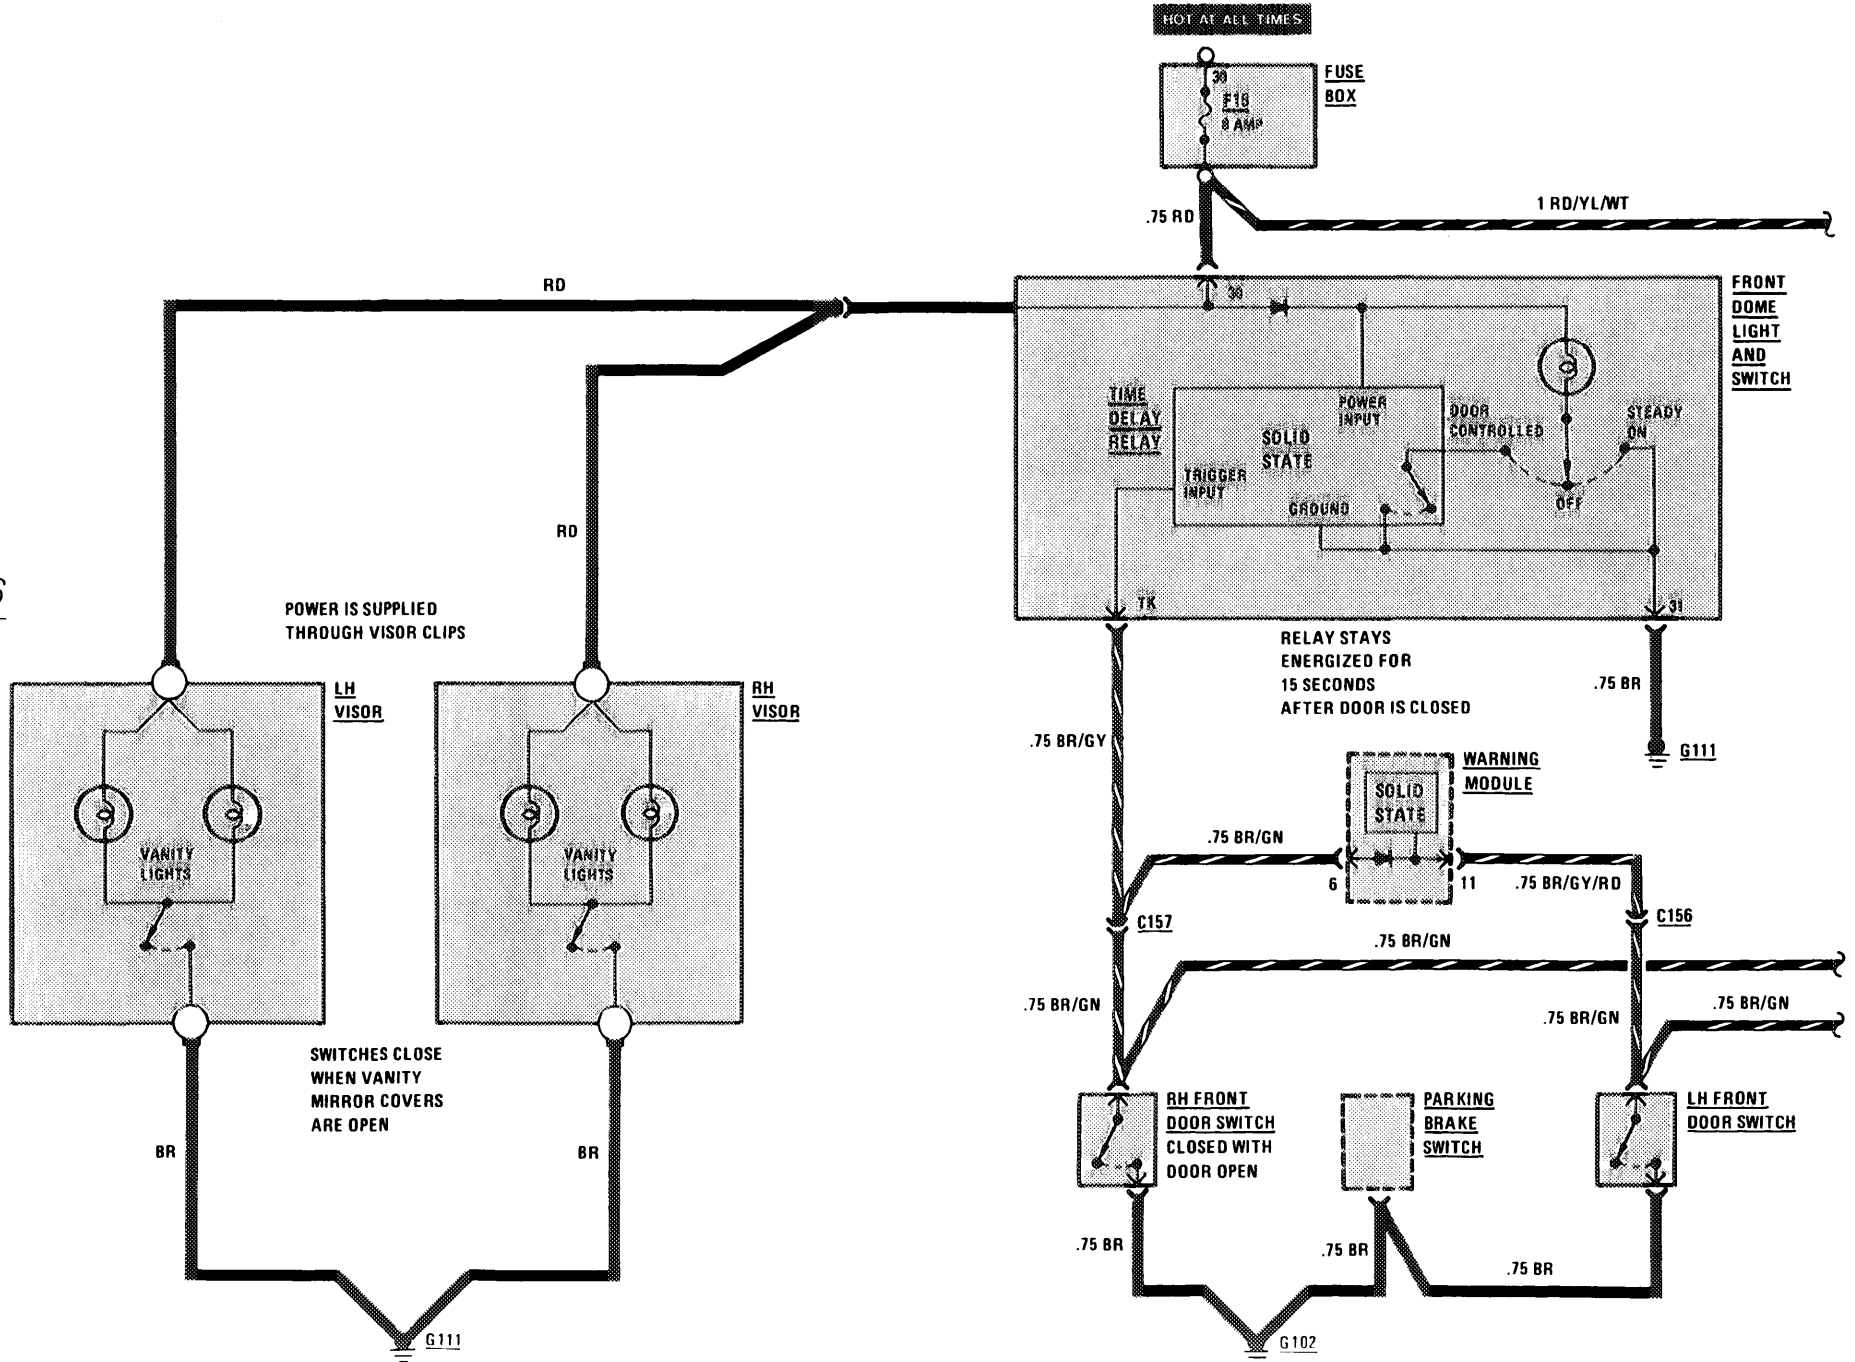 HOT AT ALL TIMES
30
F15
8 AMP
FUSE
BOX
.75 RD
1 RD/YL/WT
RD
30
FRONT
DOME
LIGHT
AND
SWITCH
TIME
DELAY
RELAY
POWER
INPUT
SOLID
STATE
TRIGGER
INPUT
GROUND
DOOR
CONTROLLED
STEADY
ON
OFF
TK
31
RD
POWER IS SUPPLIED
THROUGH VISOR CLIPS
RELAY STAYS
ENERGIZED FOR
15 SECONDS
AFTER DOOR IS CLOSED
.75 BR
G111
LH
VISOR
RH
VISOR
.75 BR/GY
WARNING
MODULE
SOLID
STATE
VANITY
LIGHTS
VANITY
LIGHTS
.75 BR/GN
6
11
.75 BR/GY/RD
C157
C156
.75 BR/GN
.75 BR/GN
.75 BR/GN
.75 BR/GN
SWITCHES CLOSE
WHEN VANITY
MIRROR COVERS
ARE OPEN
BR
BR
RH FRONT
DOOR SWITCH
CLOSED WITH
DOOR OPEN
PARKING
BRAKE
SWITCH
LH FRONT
DOOR SWITCH
.75 BR
.75 BR
.75 BR
G111
G102